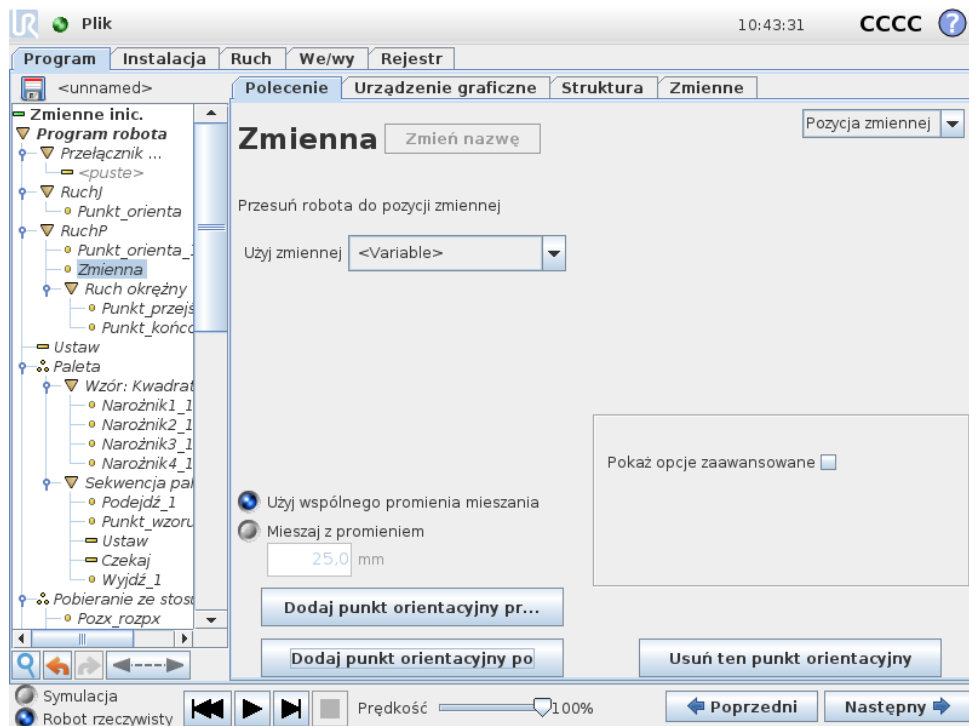 UR Plik 10:43:31 CCCC ?
Program Instalacja Ruch We/wy Rejestr
<unnamed>
Polecenie Urządzenie graficzne Struktura Zmienne
Zmienne inic.
Program robota
Przełącznik ...
<puste>
RuchJ
Punkt_orienta
RuchP
Punkt_orienta_
Zmienna
Ruch okrężny
Punkt_przejś
Punkt_końco
Ustaw
Paleta
Wzór: Kwadrat
Narożnik1_1
Narożnik2_1
Narożnik3_1
Narożnik4_1
Sekwencja pal
Podejdź_1
Punkt_wzoru
Ustaw
Czekaj
Wyjdź_1
Pobieranie ze stosu
Pozx_rozpx
Zmienna Zmień nazwę
Pozycja zmiennej
Przesuń robota do pozycji zmiennej
Użyj zmiennej <Variable>
Pokaż opcje zaawansowane
Użyj wspólnego promienia mieszania
Mieszaj z promieniem
25,0 mm
Dodaj punkt orientacyjny pr...
Dodaj punkt orientacyjny po
Usuń ten punkt orientacyjny
Symulacja
Robot rzeczywisty
Prędkość 100%
Poprzedni Następny